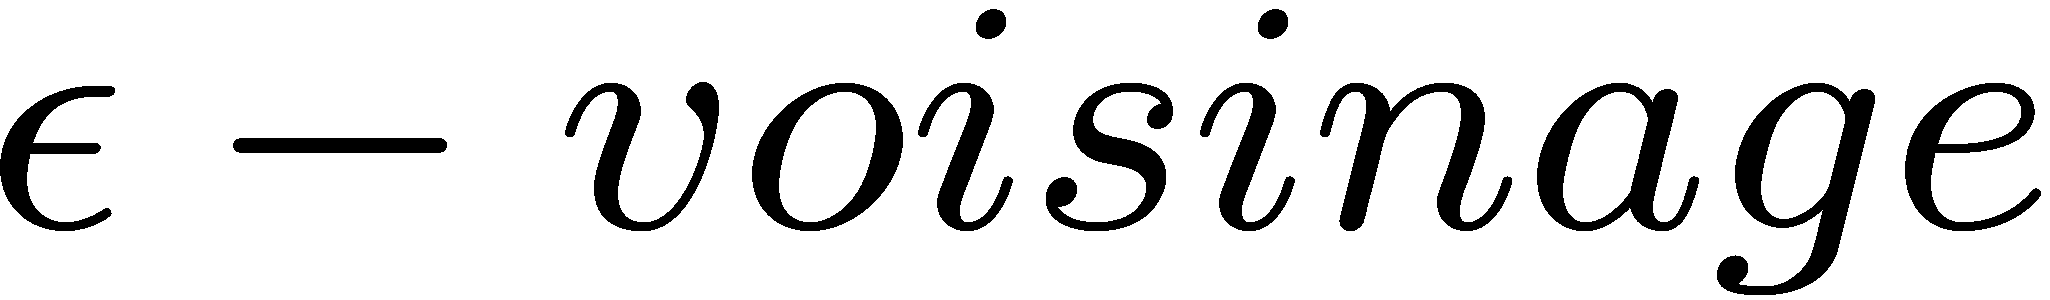 ϵ − voisinage